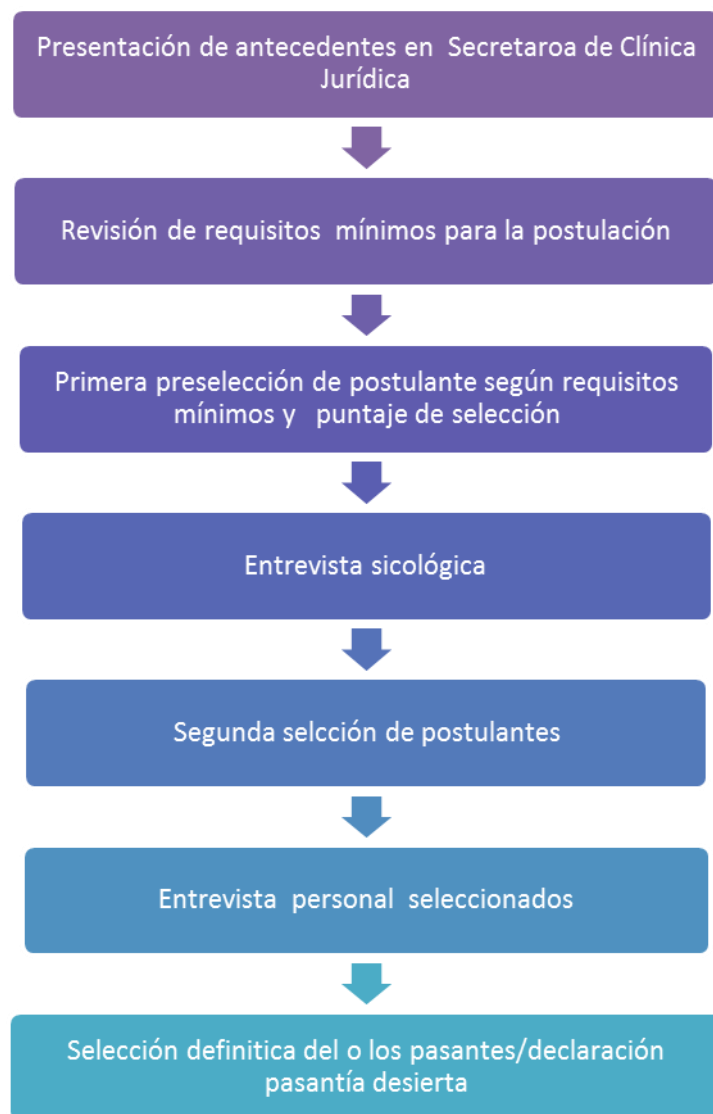 Presentación de antecedentes en Secretaroa de Clínica
Jurídica
Revisión de requisitos mínimos para la postulación
Primera preselección de postulante según requisitos
mínimos y puntaje de selección
Entrevista sicológica
Segunda selcción de postulantes
Entrevista personal seleccionados
Selección definitica del o los pasantes/declaración
pasantía desierta